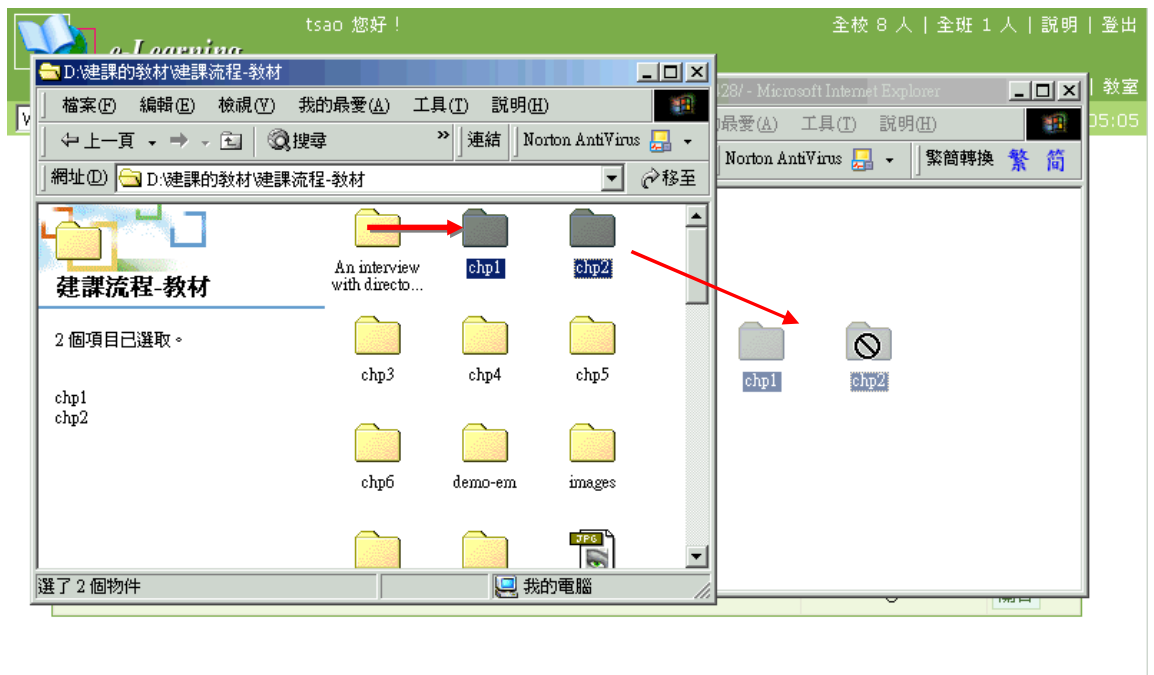 tsao 您好！
全校 8 人 | 全班 1 人 | 說明 | 登出
e-Learning
教室
05:05
D:\建課的教材\建課流程-教材
檔案(F) 編輯(E) 檢視(V) 我的最愛(A) 工具(T) 說明(H)
上一頁 搜尋 » 連結 Norton AntiVirus
網址(D) D:\建課的教材\建課流程-教材 移至
建課流程-教材
2 個項目已選取。
chp1
chp2
An interview
with directo...
chp1
chp2
chp3
chp4
chp5
chp6
demo-em
images
JPG
選了 2 個物件
我的電腦
28/ - Microsoft Internet Explorer
最愛(A) 工具(T) 說明(H)
Norton AntiVirus 繁簡轉換 繁 简
chp1
chp2